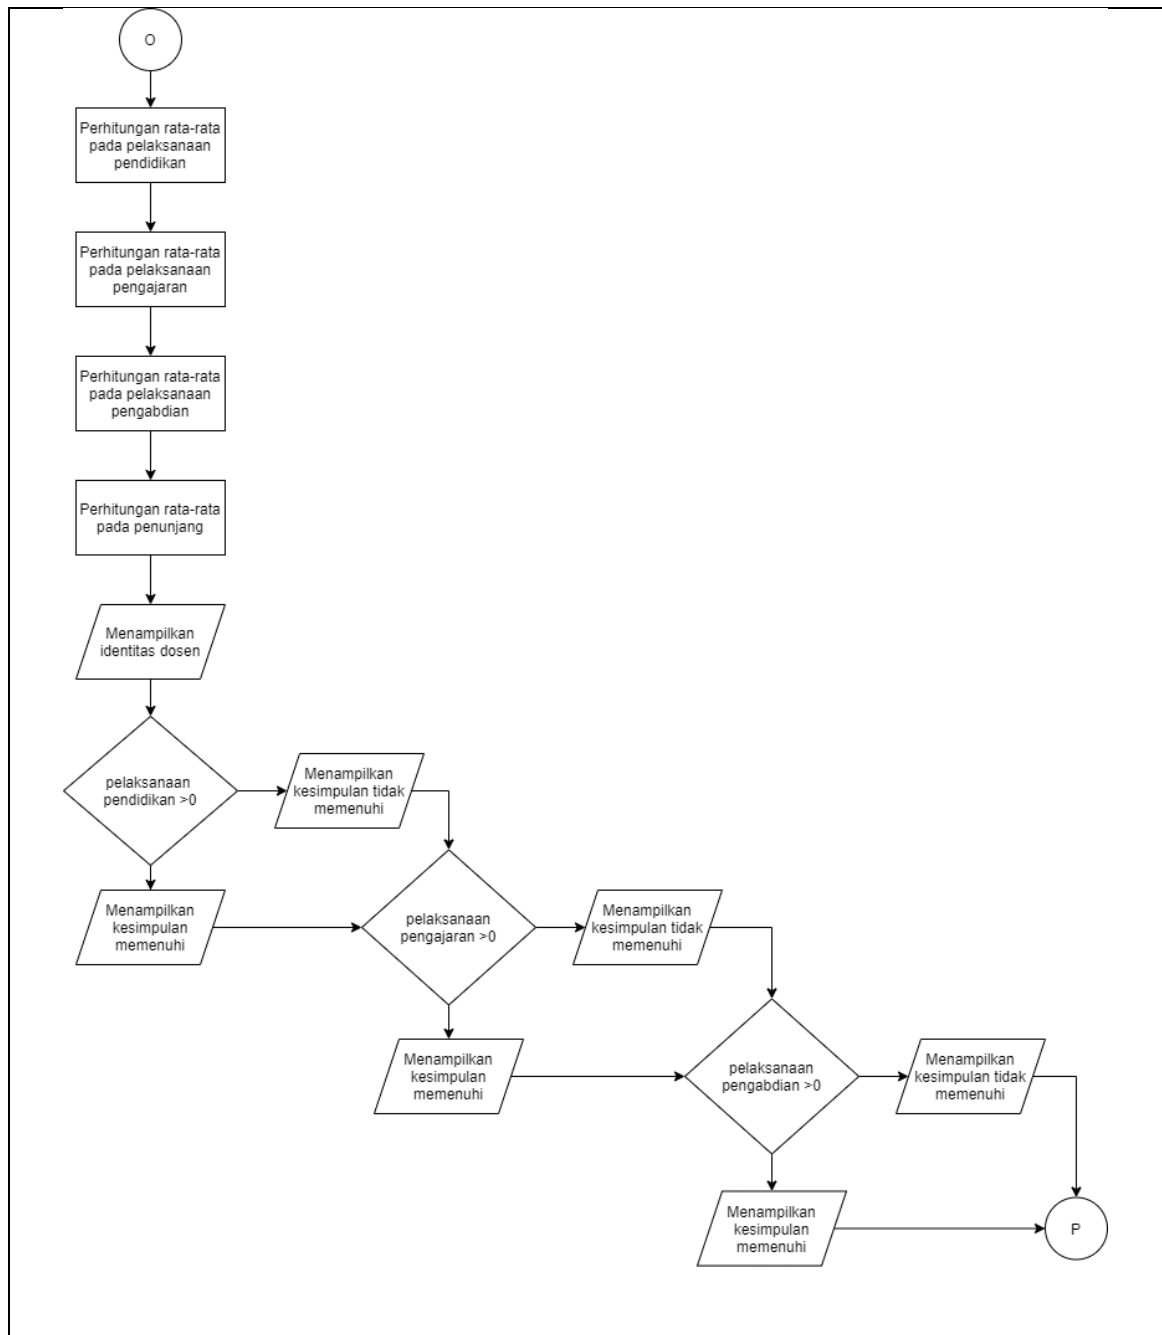 O
Perhitungan rata-rata
pada pelaksanaan
pendidikan
Perhitungan rata-rata
pada pelaksanaan
pengajaran
Perhitungan rata-rata
pada pelaksanaan
pengabdian
Perhitungan rata-rata
pada penunjang
Menampilkan
identitas dosen
pelaksanaan
pendidikan >0
Menampilkan
kesimpulan tidak
memenuhi
Menampilkan
kesimpulan
memenuhi
pelaksanaan
pengajaran >0
Menampilkan
kesimpulan tidak
memenuhi
Menampilkan
kesimpulan
memenuhi
pelaksanaan
pengabdian >0
Menampilkan
kesimpulan tidak
memenuhi
Menampilkan
kesimpulan
memenuhi
P